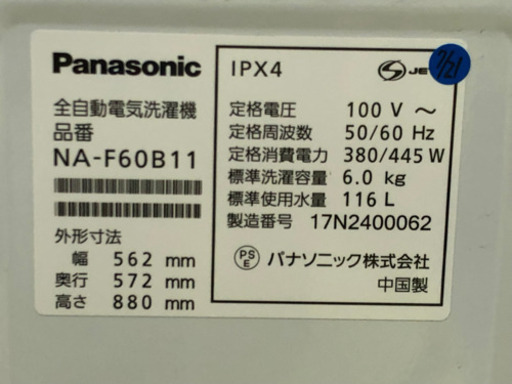 Panasonic
全自動電気洗濯機
品番
NA-F60B11
外形寸法
幅 562 mm
奥行 572 mm
高さ 880 mm
IPX4
S JE
7/21
定格電圧 100 V ～
定格周波数 50/60 Hz
定格消費電力 380/445 W
標準洗濯容量 6.0 kg
標準使用水量 116 L
製造番号 17N2400062
PS
E
パナソニック株式会社
中国製